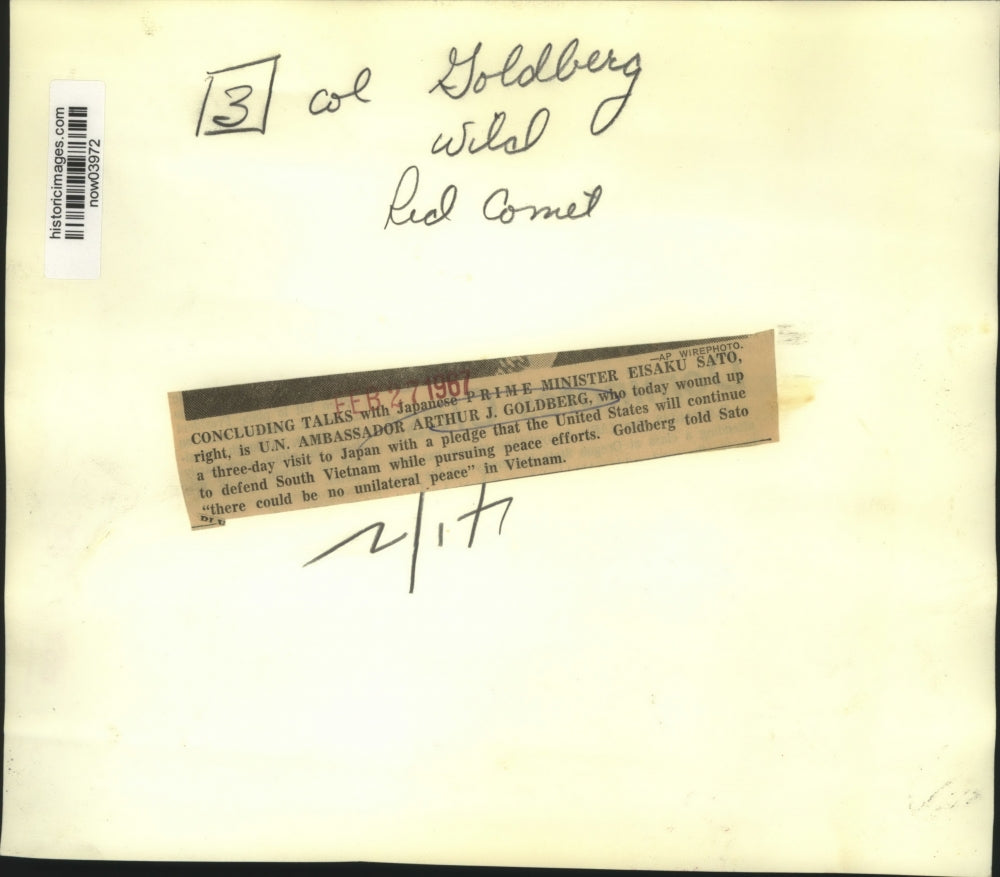 3 col Goldberg
Wild
Red Comet
historicimages.com
now03972
—AP WIREPHOTO.
FEB 27 1967
CONCLUDING TALKS with Japanese PRIME MINISTER EISAKU SATO,
right, is U.N. AMBASSADOR ARTHUR J. GOLDBERG, who today wound up
a three-day visit to Japan with a pledge that the United States will continue
to defend South Vietnam while pursuing peace efforts. Goldberg told Sato
“there could be no unilateral peace” in Vietnam.